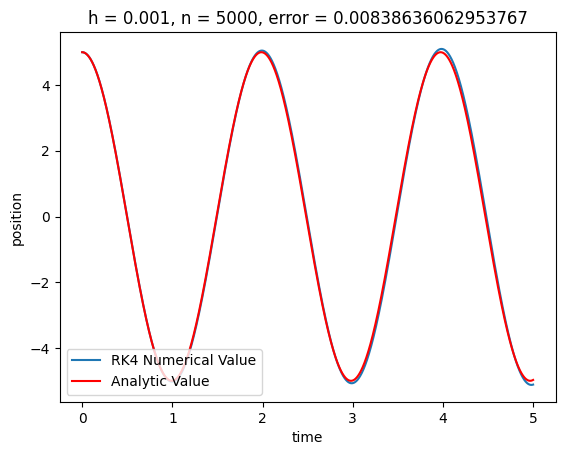 h = 0.001, n = 5000, error = 0.00838636062953767
4
2
0
−2
−4
position
RK4 Numerical Value
Analytic Value
0 1 2 3 4 5
time